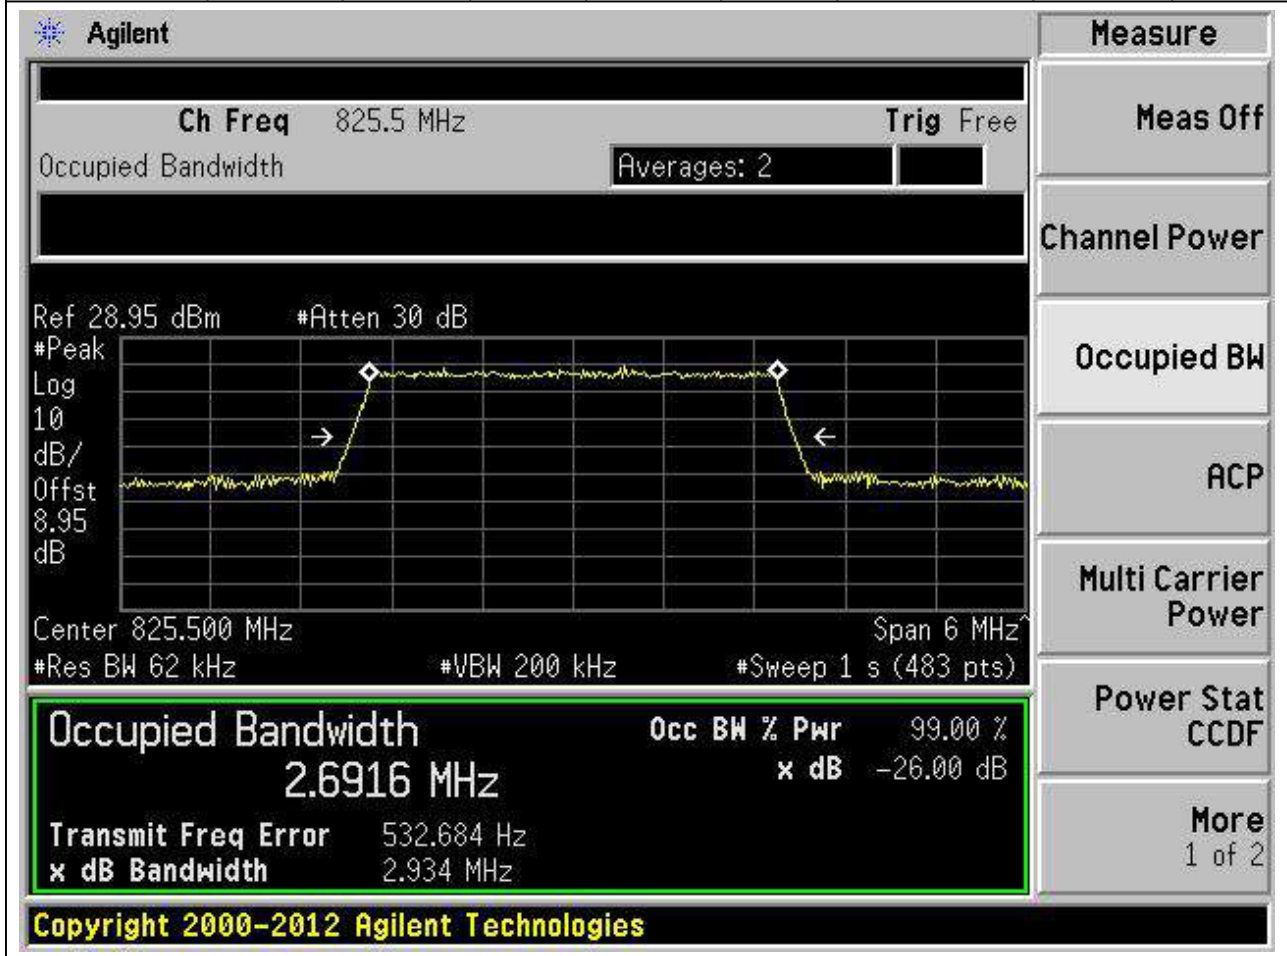 Agilent
Measure
Ch Freq 825.5 MHz Trig Free
Occupied Bandwidth Averages: 2
Meas Off
Channel Power
Occupied BW
ACP
Multi Carrier
Power
Power Stat
CCDF
More
1 of 2
Ref 28.95 dBm #Atten 30 dB
#Peak
Log
10
dB/
Offst
8.95
dB
Center 825.500 MHz Span 6 MHz^
#Res BW 62 kHz #VBW 200 kHz #Sweep 1 s (483 pts)
Occupied Bandwidth Occ BW % Pwr 99.00 %
2.6916 MHz x dB -26.00 dB
Transmit Freq Error 532.684 Hz
x dB Bandwidth 2.934 MHz
Copyright 2000-2012 Agilent Technologies